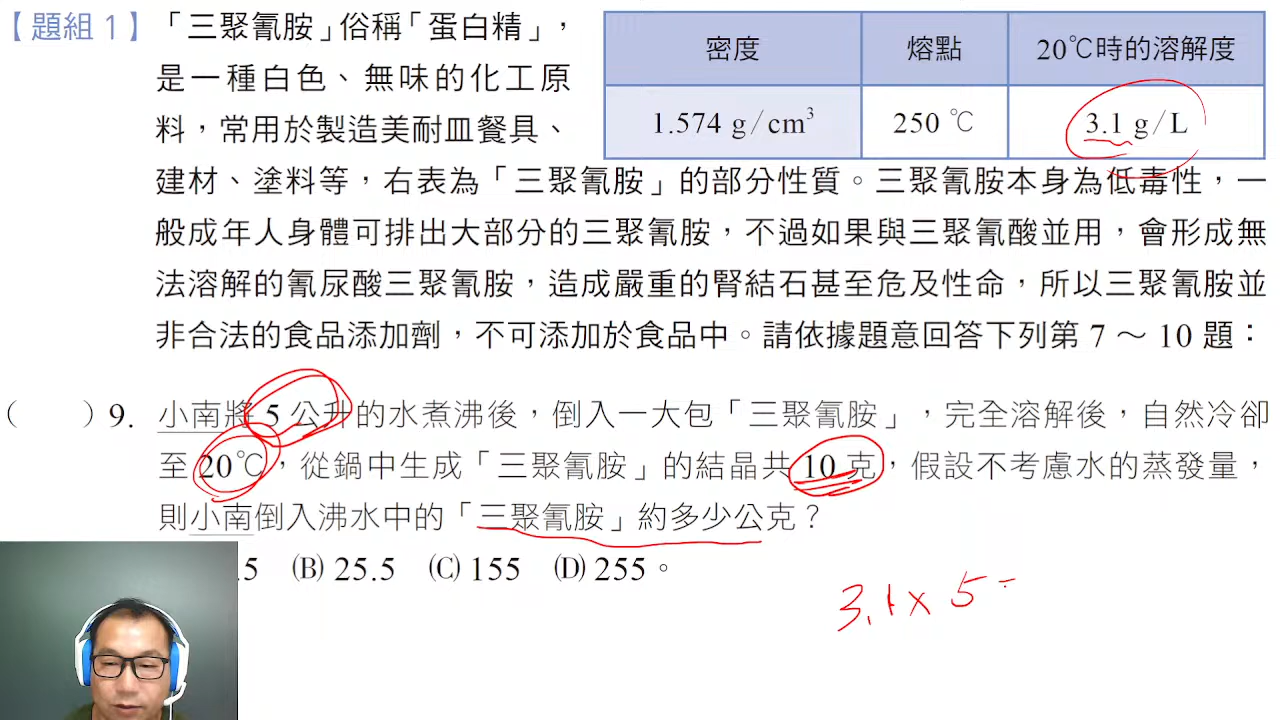 【題組 1】「三聚氰胺」俗稱「蛋白精」，
是一種白色、無味的化工原
料，常用於製造美耐皿餐具、
密度 熔點 20℃時的溶解度
1.574 g/cm³ 250 ℃ 3.1 g/L
建材、塗料等，右表為「三聚氰胺」的部分性質。三聚氰胺本身為低毒性，一
般成年人身體可排出大部分的三聚氰胺，不過如果與三聚氰酸並用，會形成無
法溶解的氰尿酸三聚氰胺，造成嚴重的腎結石甚至危及性命，所以三聚氰胺並
非合法的食品添加劑，不可添加於食品中。請依據題意回答下列第 7～10 題：
（　　）9. 小南將 5 公升的水煮沸後，倒入一大包「三聚氰胺」，完全溶解後，自然冷卻
至 20℃，從鍋中生成「三聚氰胺」的結晶共 10 克，假設不考慮水的蒸發量，
則小南倒入沸水中的「三聚氰胺」約多少公克？
.5 (B) 25.5 (C) 155 (D) 255。
3.1 x 5 =